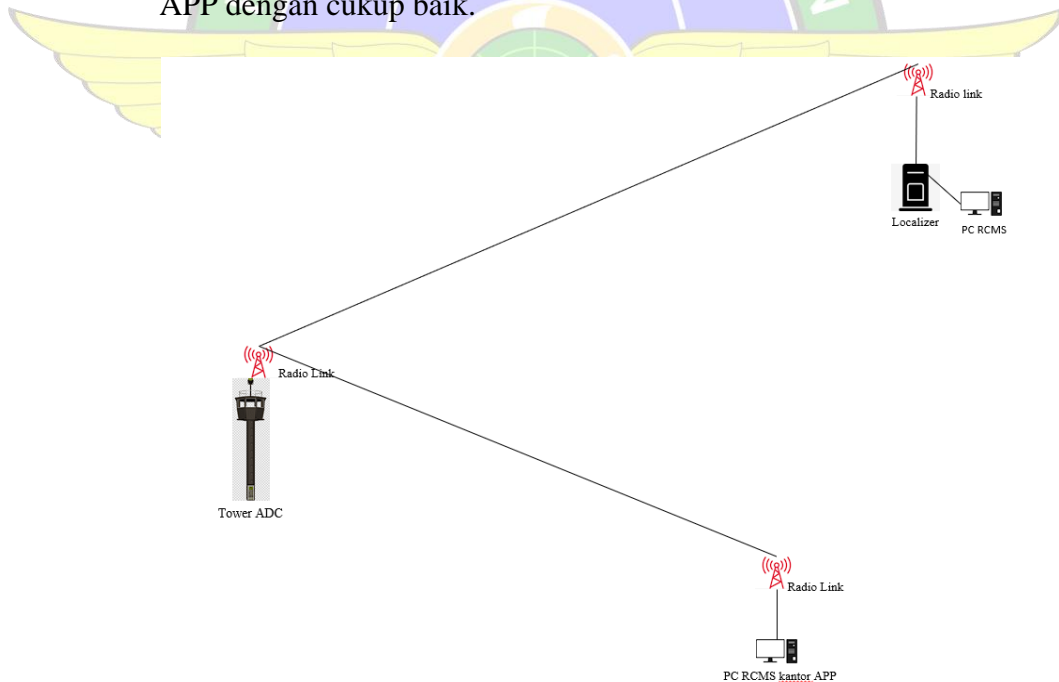 APP dengan cukup baik.
Radio link
Localizer
PC RCMS
Radio Link
Tower ADC
Radio Link
PC RCMS kantor APP